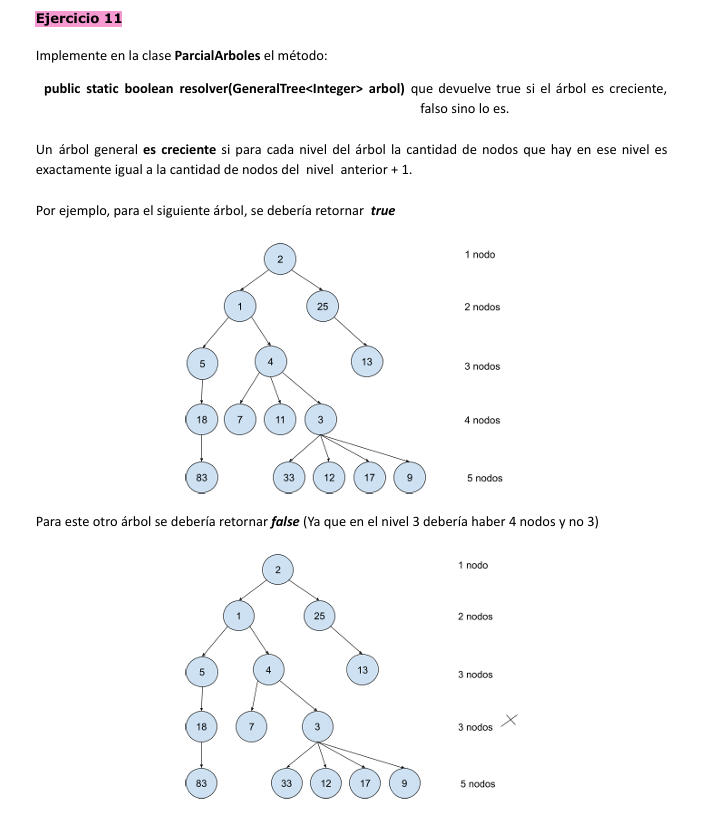 Ejercicio 11
Implemente en la clase ParcialArboles el método:
public static boolean resolver(GeneralTree<Integer> arbol) que devuelve true si el árbol es creciente,
falso sino lo es.
Un árbol general es creciente si para cada nivel del árbol la cantidad de nodos que hay en ese nivel es
exactamente igual a la cantidad de nodos del nivel anterior + 1.
Por ejemplo, para el siguiente árbol, se debería retornar true
2 1 nodo
1 25 2 nodos
5 4 13 3 nodos
18 7 11 3 4 nodos
83 33 12 17 9 5 nodos
Para este otro árbol se debería retornar false (Ya que en el nivel 3 debería haber 4 nodos y no 3)
2 1 nodo
1 25 2 nodos
5 4 13 3 nodos
18 7 3 3 nodos
83 33 12 17 9 5 nodos